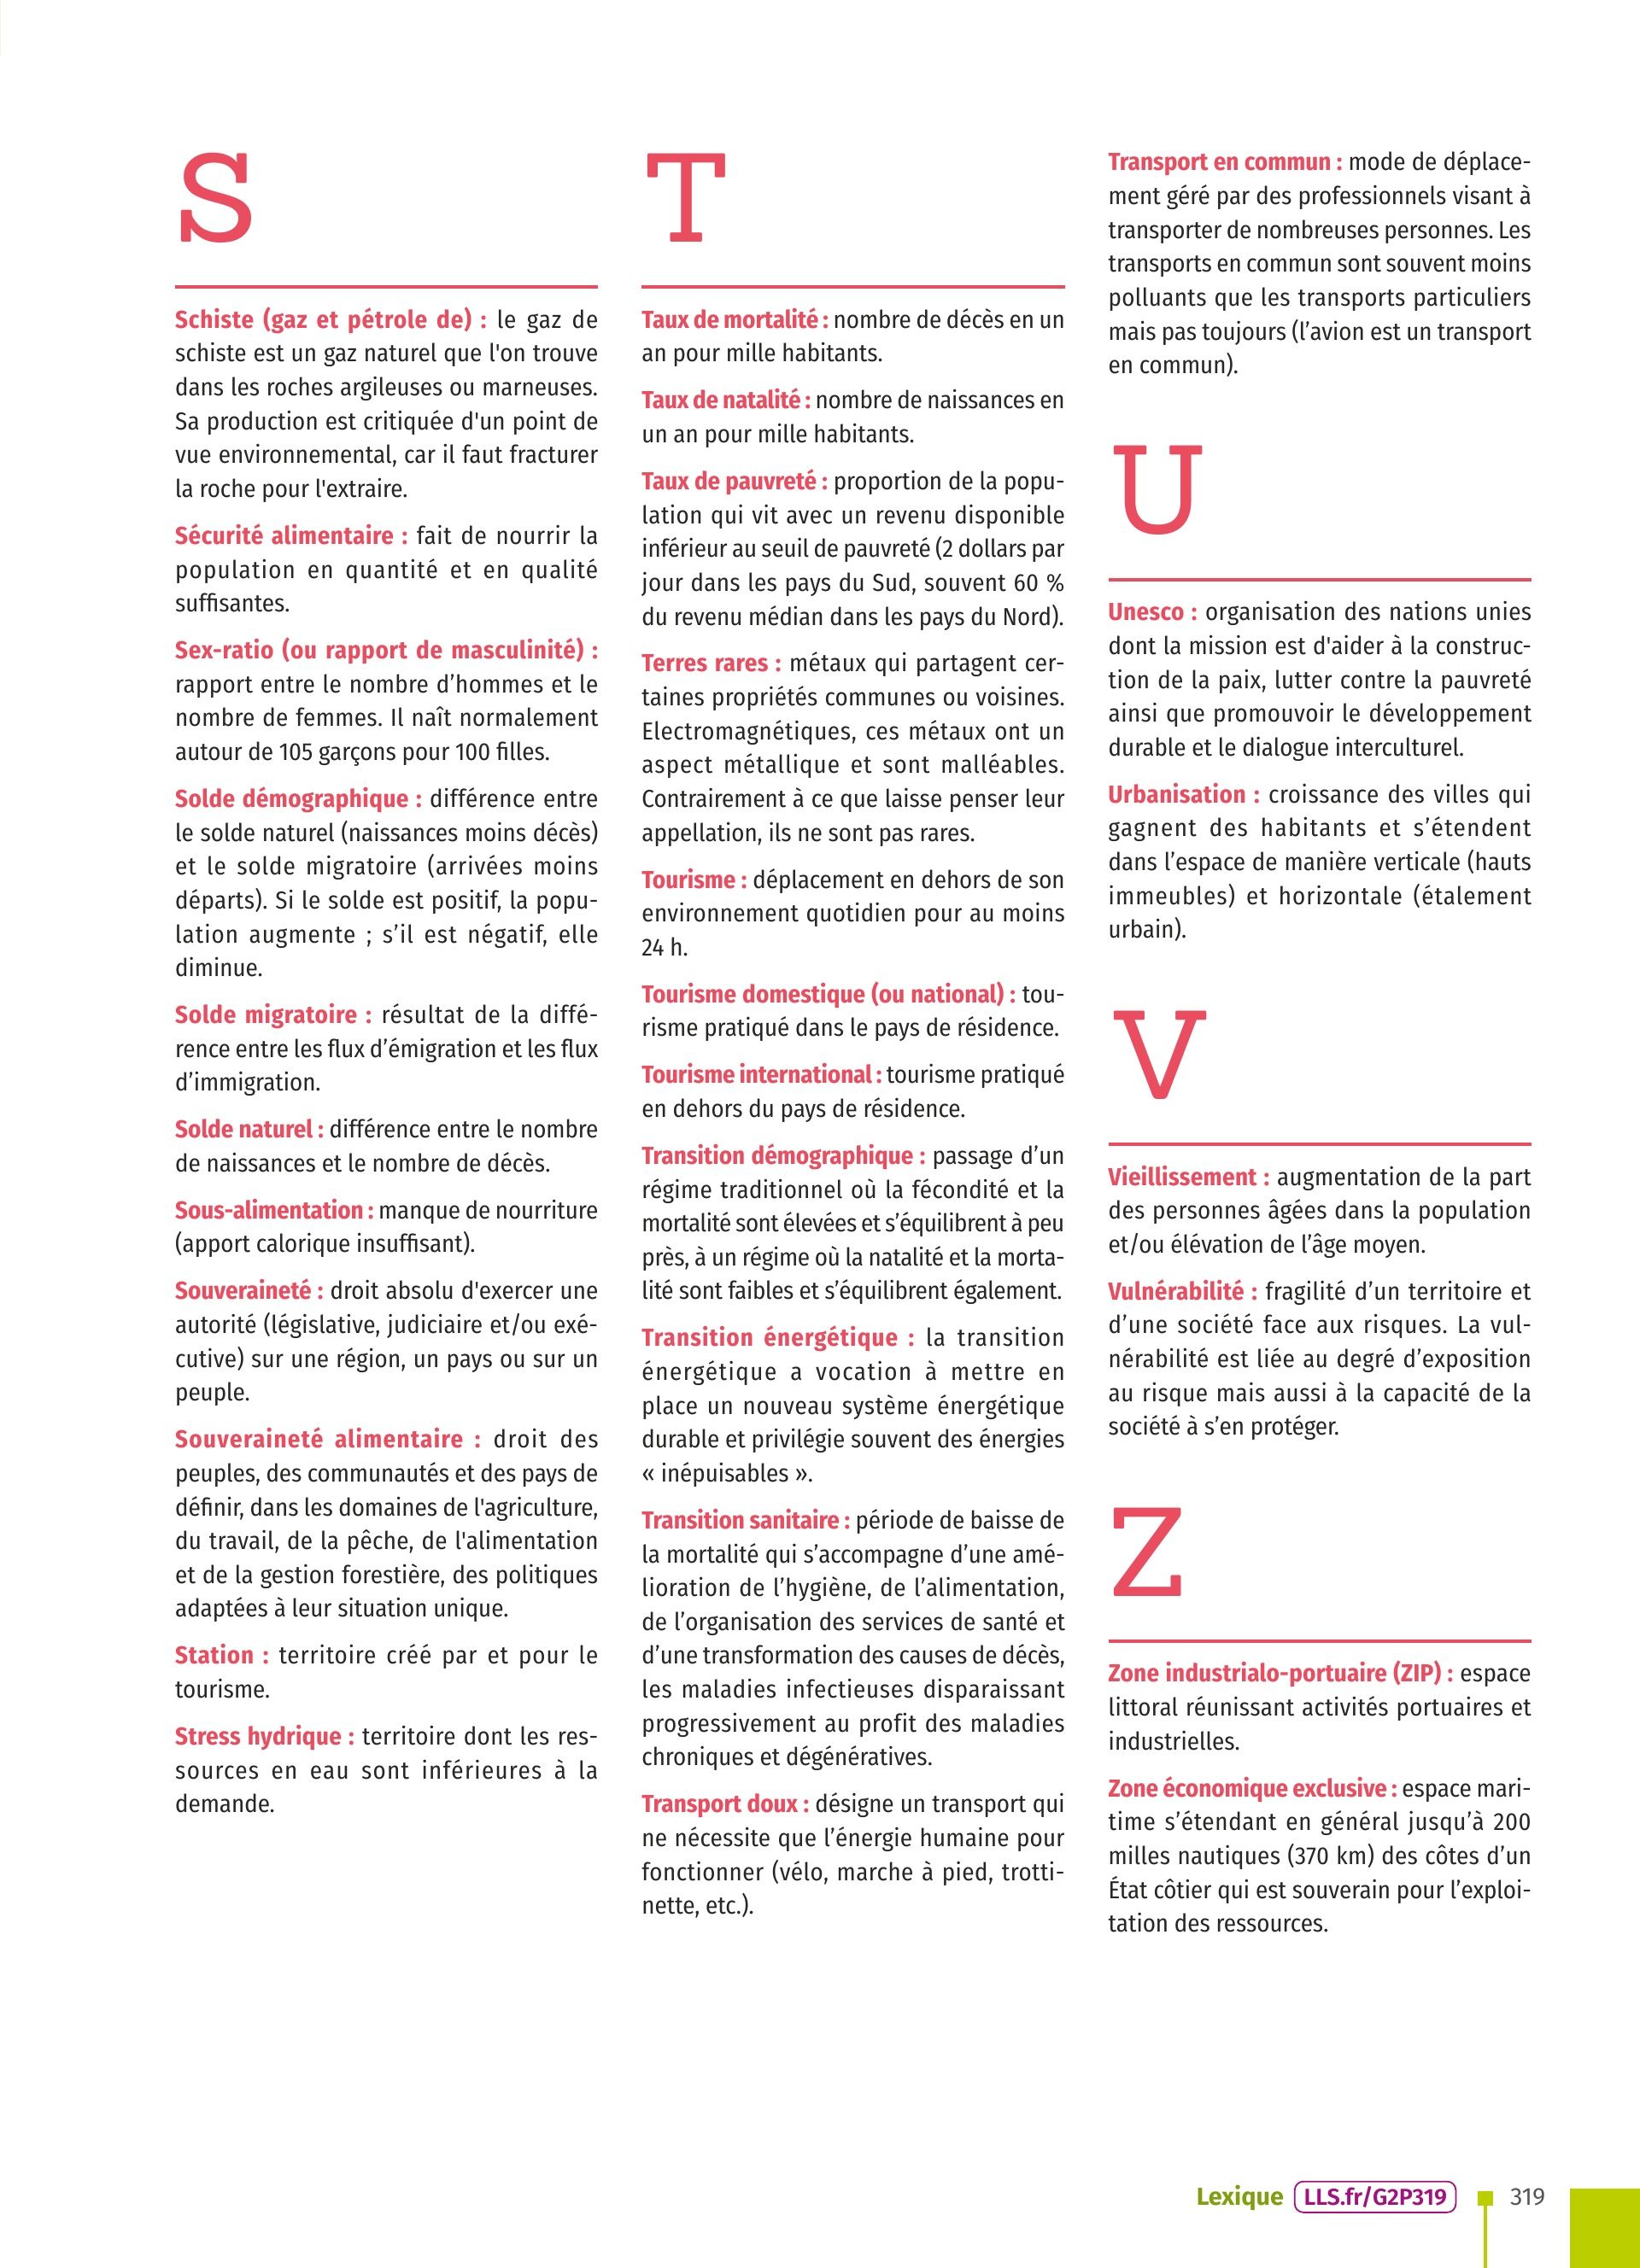 S
Schiste (gaz et pétrole de) : le gaz de
schiste est un gaz naturel que l'on trouve
dans les roches argileuses ou marneuses.
Sa production est critiquée d'un point de
vue environnemental, car il faut fracturer
la roche pour l'extraire.
Sécurité alimentaire : fait de nourrir la
population en quantité et en qualité
suffisantes.
Sex-ratio (ou rapport de masculinité) :
rapport entre le nombre d’hommes et le
nombre de femmes. Il naît normalement
autour de 105 garçons pour 100 filles.
Solde démographique : différence entre
le solde naturel (naissances moins décès)
et le solde migratoire (arrivées moins
départs). Si le solde est positif, la popu-
lation augmente ; s’il est négatif, elle
diminue.
Solde migratoire : résultat de la diffé-
rence entre les flux d’émigration et les flux
d’immigration.
Solde naturel : différence entre le nombre
de naissances et le nombre de décès.
Sous-alimentation : manque de nourriture
(apport calorique insuffisant).
Souveraineté : droit absolu d'exercer une
autorité (législative, judiciaire et/ou exé-
cutive) sur une région, un pays ou sur un
peuple.
Souveraineté alimentaire : droit des
peuples, des communautés et des pays de
définir, dans les domaines de l'agriculture,
du travail, de la pêche, de l'alimentation
et de la gestion forestière, des politiques
adaptées à leur situation unique.
Station : territoire créé par et pour le
tourisme.
Stress hydrique : territoire dont les res-
sources en eau sont inférieures à la
demande.
T
Taux de mortalité : nombre de décès en un
an pour mille habitants.
Taux de natalité : nombre de naissances en
un an pour mille habitants.
Taux de pauvreté : proportion de la popu-
lation qui vit avec un revenu disponible
inférieur au seuil de pauvreté (2 dollars par
jour dans les pays du Sud, souvent 60 %
du revenu médian dans les pays du Nord).
Terres rares : métaux qui partagent cer-
taines propriétés communes ou voisines.
Electromagnétiques, ces métaux ont un
aspect métallique et sont malléables.
Contrairement à ce que laisse penser leur
appellation, ils ne sont pas rares.
Tourisme : déplacement en dehors de son
environnement quotidien pour au moins
24 h.
Tourisme domestique (ou national) : tou-
risme pratiqué dans le pays de résidence.
Tourisme international : tourisme pratiqué
en dehors du pays de résidence.
Transition démographique : passage d’un
régime traditionnel où la fécondité et la
mortalité sont élevées et s’équilibrent à peu
près, à un régime où la natalité et la morta-
lité sont faibles et s’équilibrent également.
Transition énergétique : la transition
énergétique a vocation à mettre en
place un nouveau système énergétique
durable et privilégie souvent des énergies
« inépuisables ».
Transition sanitaire : période de baisse de
la mortalité qui s’accompagne d’une amé-
lioration de l’hygiène, de l’alimentation,
de l’organisation des services de santé et
d’une transformation des causes de décès,
les maladies infectieuses disparaissant
progressivement au profit des maladies
chroniques et dégénératives.
Transport doux : désigne un transport qui
ne nécessite que l’énergie humaine pour
fonctionner (vélo, marche à pied, trotti-
nette, etc.).
Transport en commun : mode de déplace-
ment géré par des professionnels visant à
transporter de nombreuses personnes. Les
transports en commun sont souvent moins
polluants que les transports particuliers
mais pas toujours (l’avion est un transport
en commun).
U
Unesco : organisation des nations unies
dont la mission est d'aider à la construc-
tion de la paix, lutter contre la pauvreté
ainsi que promouvoir le développement
durable et le dialogue interculturel.
Urbanisation : croissance des villes qui
gagnent des habitants et s’étendent
dans l’espace de manière verticale (hauts
immeubles) et horizontale (étalement
urbain).
V
Vieillissement : augmentation de la part
des personnes âgées dans la population
et/ou élévation de l’âge moyen.
Vulnérabilité : fragilité d’un territoire et
d’une société face aux risques. La vul-
nérabilité est liée au degré d’exposition
au risque mais aussi à la capacité de la
société à s’en protéger.
Z
Zone industrialo-portuaire (ZIP) : espace
littoral réunissant activités portuaires et
industrielles.
Zone économique exclusive : espace mari-
time s’étendant en général jusqu’à 200
milles nautiques (370 km) des côtes d’un
État côtier qui est souverain pour l’exploi-
tation des ressources.
Lexique LLS.fr/G2P319 319